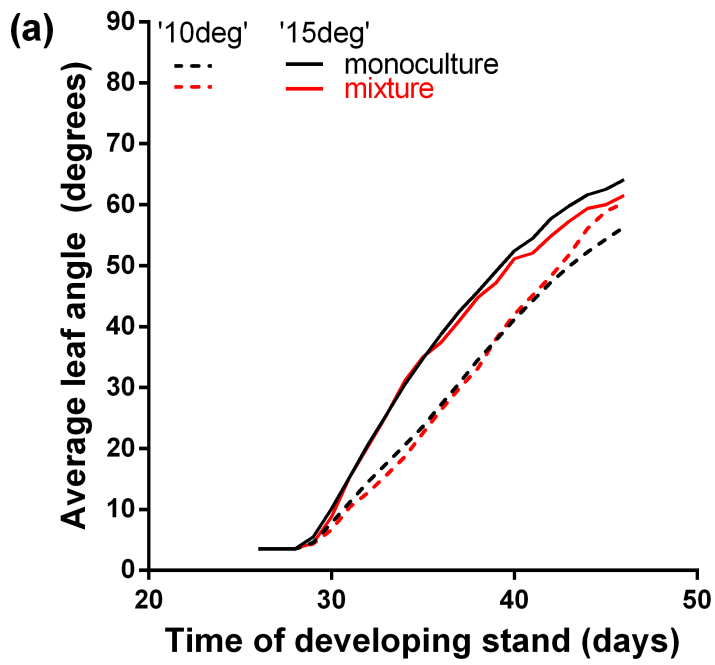 (a)
'10deg' '15deg'
monoculture
mixture
90
80
70
60
50
40
30
20
10
0
20 30 40 50
Average leaf angle (degrees)
Time of developing stand (days)